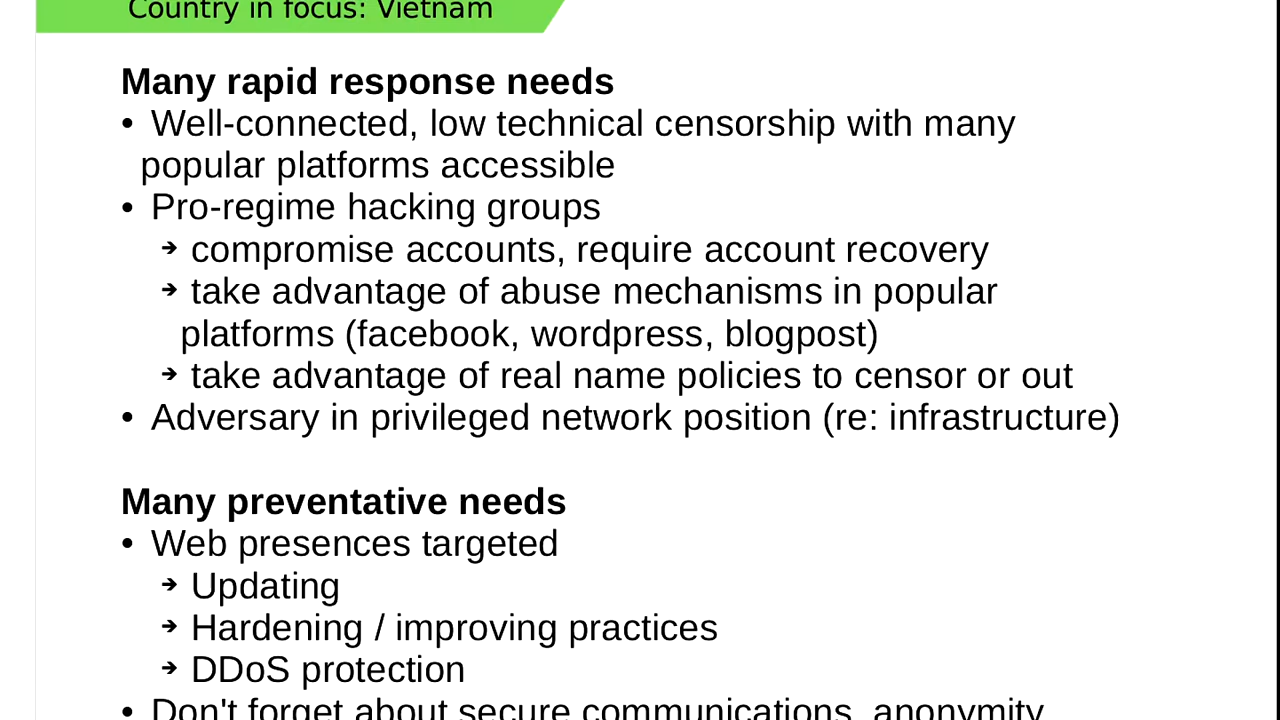 Country in focus: Vietnam
Many rapid response needs
• Well-connected, low technical censorship with many
popular platforms accessible
• Pro-regime hacking groups
➔ compromise accounts, require account recovery
➔ take advantage of abuse mechanisms in popular
platforms (facebook, wordpress, blogpost)
➔ take advantage of real name policies to censor or out
• Adversary in privileged network position (re: infrastructure)
Many preventative needs
• Web presences targeted
➔ Updating
➔ Hardening / improving practices
➔ DDoS protection
• Don't forget about secure communications, anonymity